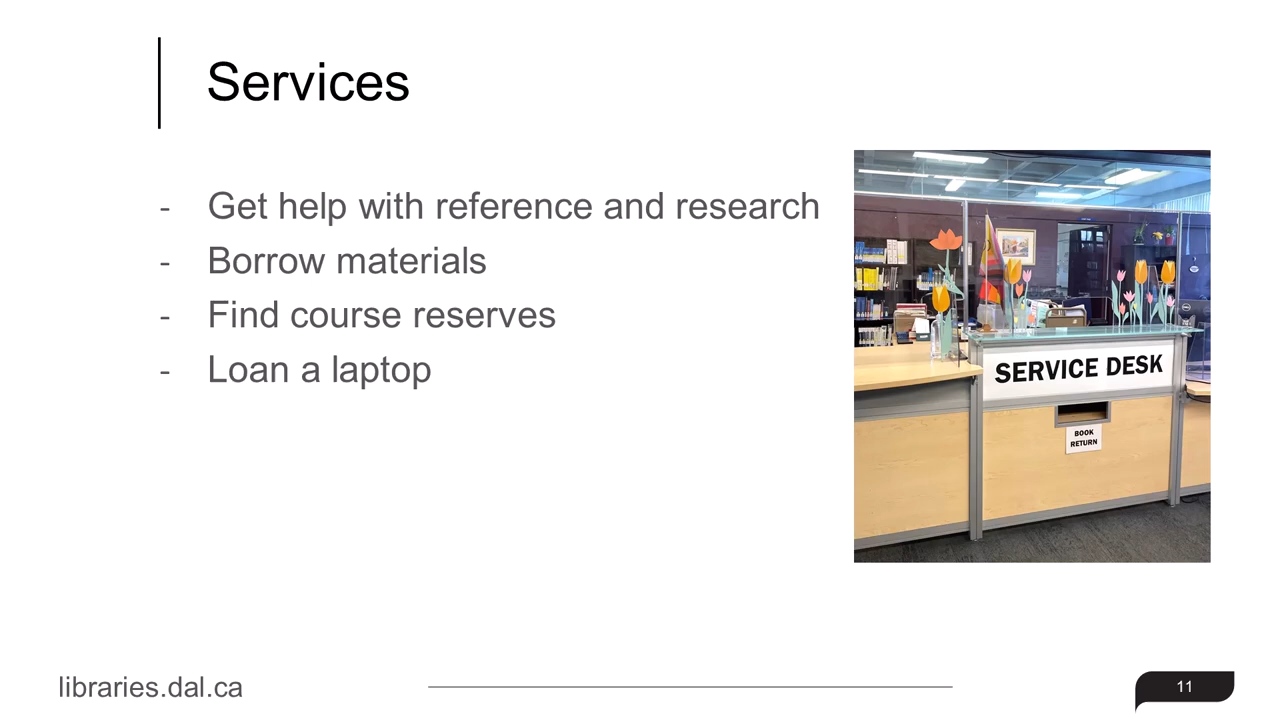 Services
- Get help with reference and research
- Borrow materials
- Find course reserves
- Loan a laptop
SERVICE DESK
BOOK
RETURN
libraries.dal.ca
11